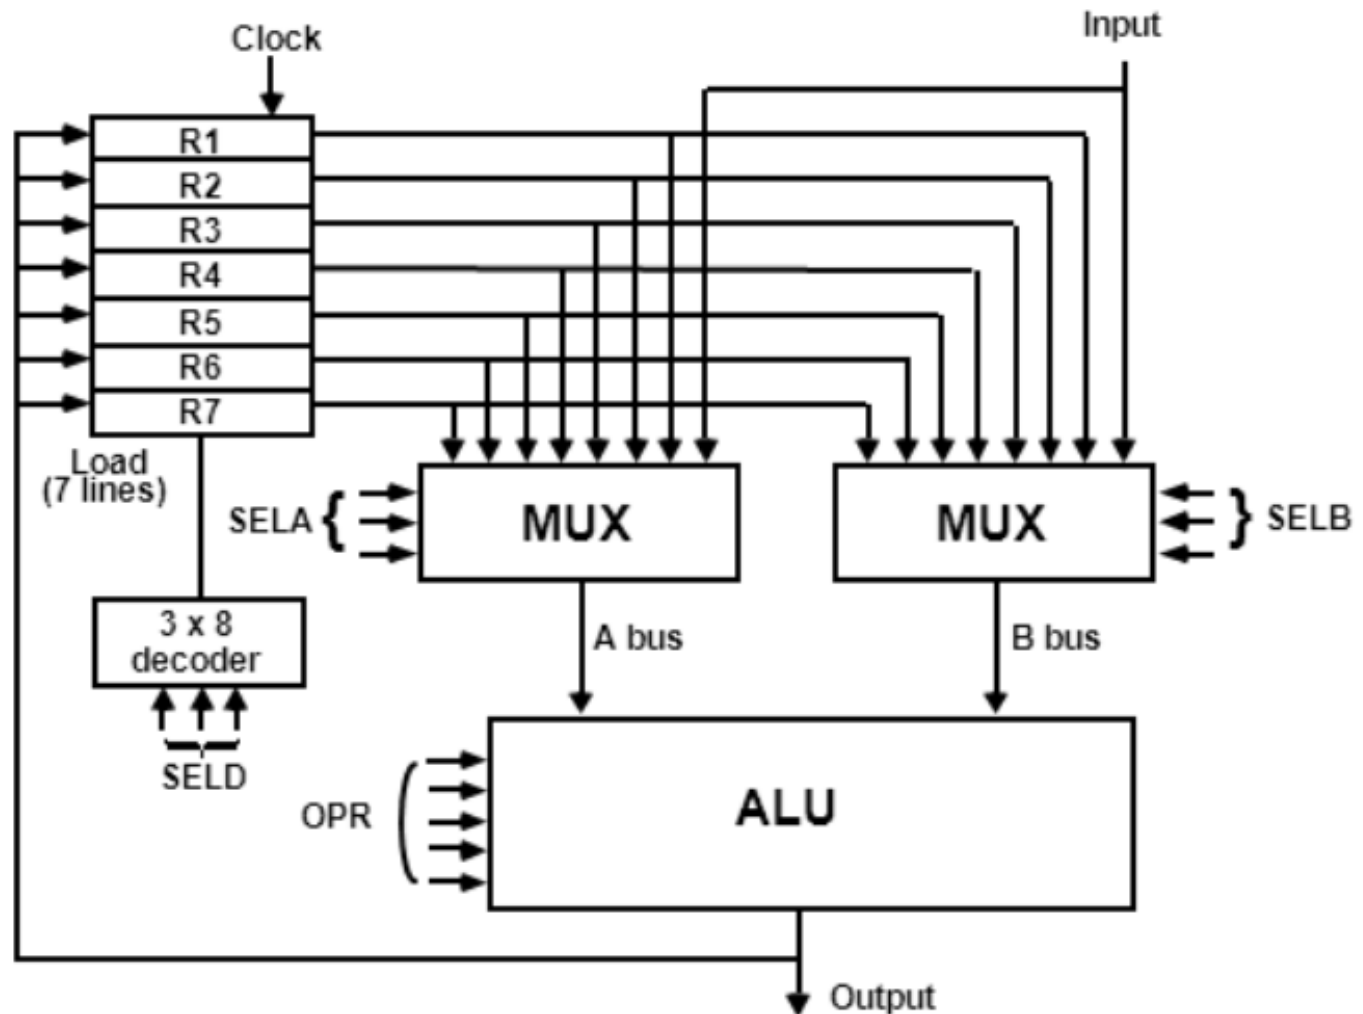 Clock
Input
R1
R2
R3
R4
R5
R6
R7
Load
(7 lines)
SELA {
MUX
MUX
} SELB
3 x 8
decoder
A bus
B bus
SELD
OPR
ALU
Output